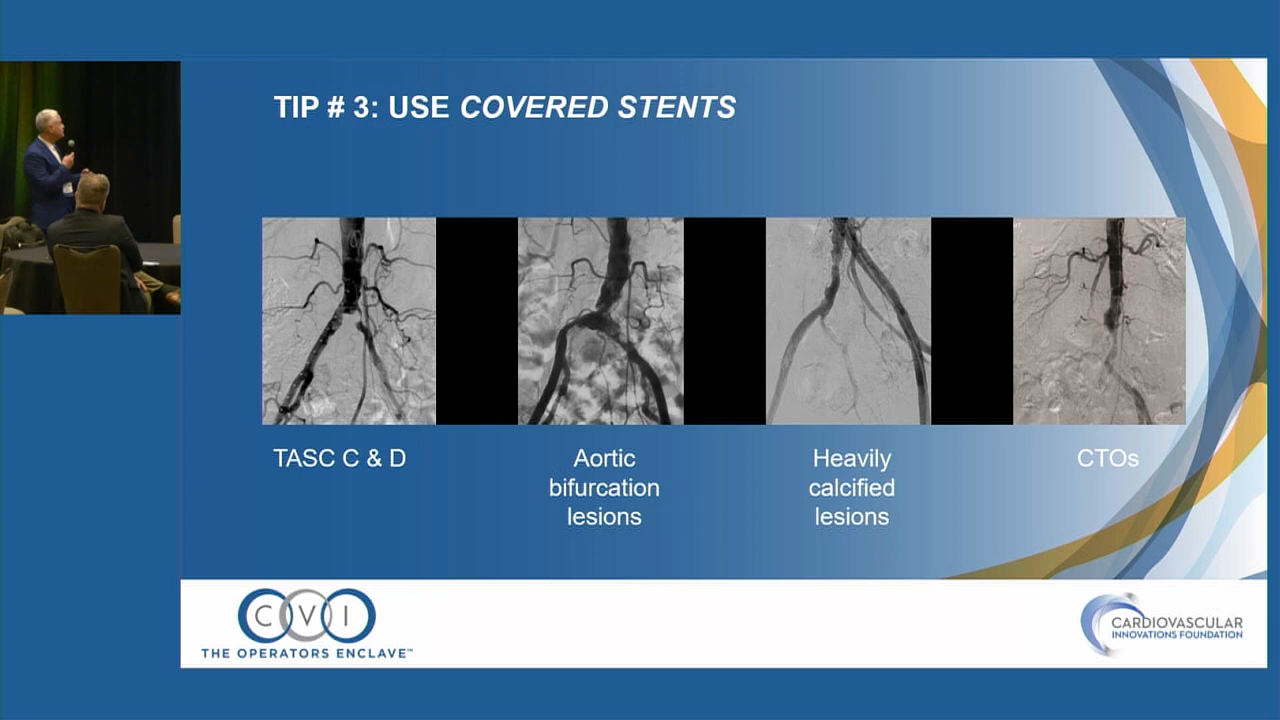 TIP # 3: USE COVERED STENTS
TASC C & D
Aortic
bifurcation
lesions
Heavily
calcified
lesions
CTOs
CVI
THE OPERATORS ENCLAVE™
CARDIOVASCULAR
INNOVATIONS FOUNDATION